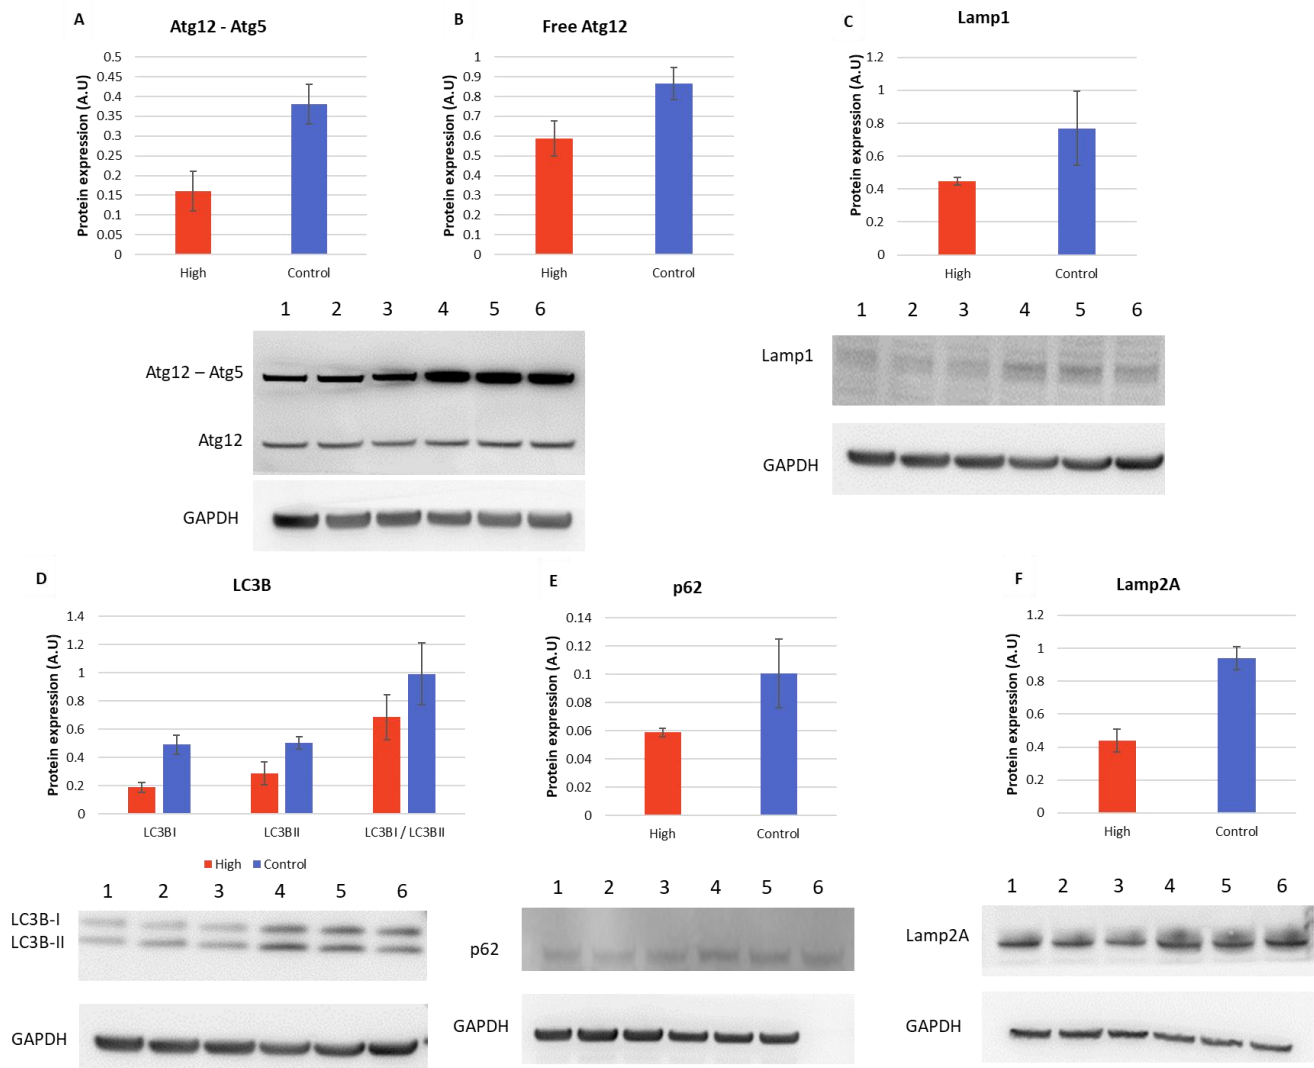 A
Atg12 - Atg5
Protein expression (A.U)
0.5
0.45
0.4
0.35
0.3
0.25
0.2
0.15
0.1
0.05
0
High Control
B
Free Atg12
Protein expression (A.U)
1
0.9
0.8
0.7
0.6
0.5
0.4
0.3
0.2
0.1
0
High Control
C
Lamp1
Protein expression (A.U)
1.2
1
0.8
0.6
0.4
0.2
0
High Control
1 2 3 4 5 6
Atg12 – Atg5
Atg12
GAPDH
1 2 3 4 5 6
Lamp1
GAPDH
D
LC3B
Protein expression (A.U)
1.4
1.2
1
0.8
0.6
0.4
0.2
0
LC3BI LC3BII LC3BI / LC3BII
High Control
1 2 3 4 5 6
LC3B-I
LC3B-II
GAPDH
E
p62
Protein expression (A.U)
0.14
0.12
0.1
0.08
0.06
0.04
0.02
0
High Control
1 2 3 4 5 6
p62
GAPDH
F
Lamp2A
Protein expression (A.U)
1.2
1
0.8
0.6
0.4
0.2
0
High Control
1 2 3 4 5 6
Lamp2A
GAPDH